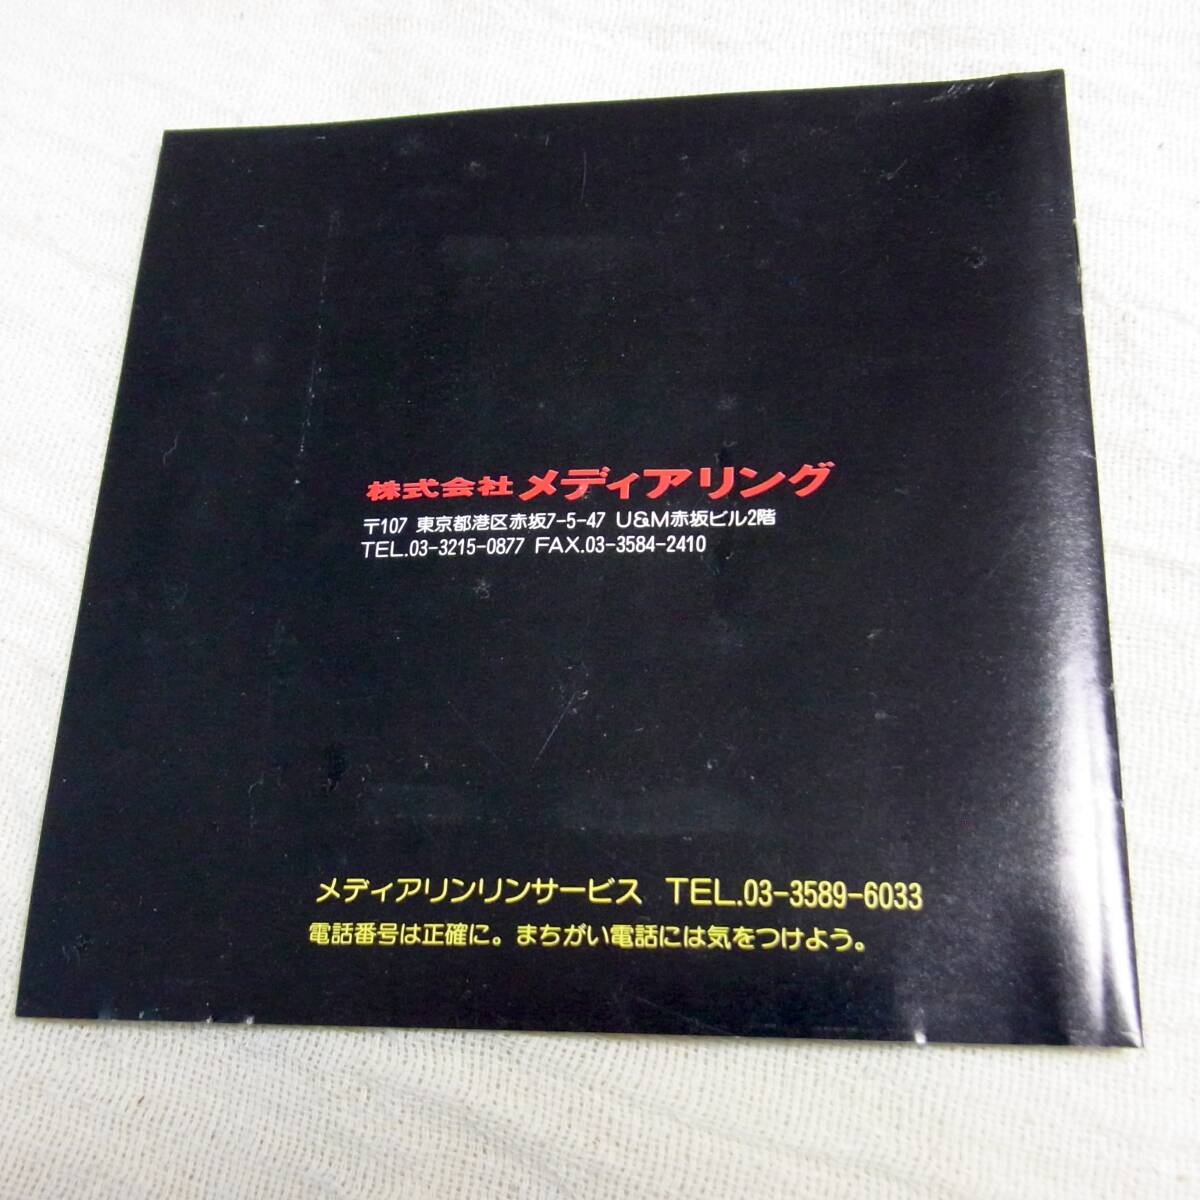 株式会社 メディアリング
〒107 東京都港区赤坂7-5-47 U&M赤坂ビル2階
TEL.03-3215-0877 FAX.03-3584-2410
メディアリンリンサービス TEL.03-3589-6033
電話番号は正確に。まちがい電話には気をつけよう。